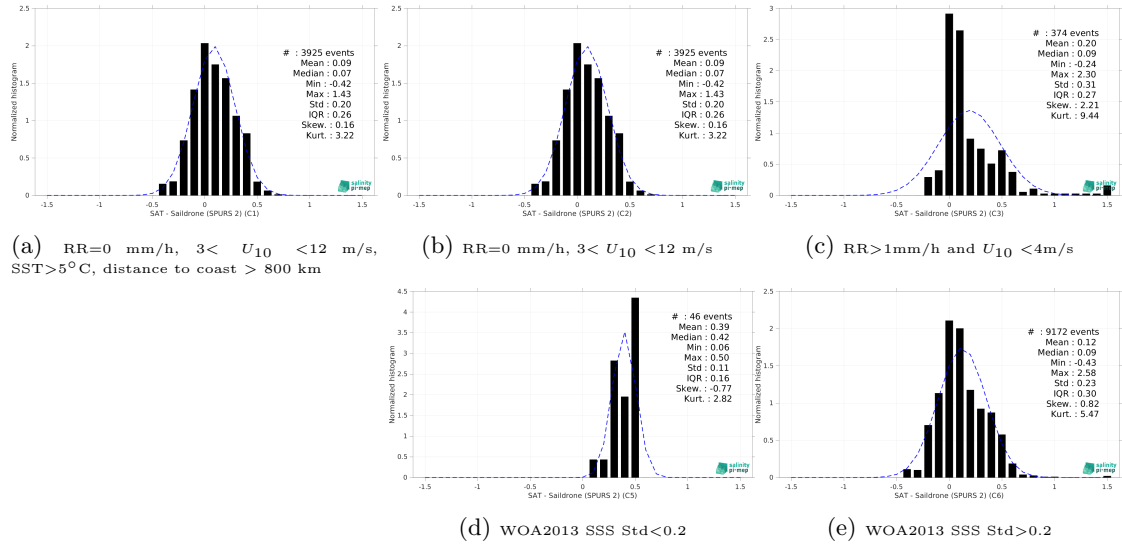 2.5
2
1.5
1
0.5
0
Normalized histogram
-1.5 -1 -0.5 0 0.5 1 1.5
SAT - Saildrone (SPURS 2) (C1)
# : 3925 events
Mean : 0.09
Median : 0.07
Min : -0.42
Max : 1.43
Std : 0.20
IQR : 0.26
Skew. : 0.16
Kurt. : 3.22
salinity
pi-mep
(a) RR=0 mm/h, 3< U10 <12 m/s,
SST>5°C, distance to coast > 800 km
2.5
2
1.5
1
0.5
0
Normalized histogram
-1.5 -1 -0.5 0 0.5 1 1.5
SAT - Saildrone (SPURS 2) (C2)
# : 3925 events
Mean : 0.09
Median : 0.07
Min : -0.42
Max : 1.43
Std : 0.20
IQR : 0.26
Skew. : 0.16
Kurt. : 3.22
salinity
pi-mep
(b) RR=0 mm/h, 3< U10 <12 m/s
3
2.5
2
1.5
1
0.5
0
Normalized histogram
-1.5 -1 -0.5 0 0.5 1 1.5
SAT - Saildrone (SPURS 2) (C3)
# : 374 events
Mean : 0.20
Median : 0.09
Min : -0.24
Max : 2.30
Std : 0.31
IQR : 0.27
Skew. : 2.21
Kurt. : 9.44
salinity
pi-mep
(c) RR>1mm/h and U10 <4m/s
4.5
4
3.5
3
2.5
2
1.5
1
0.5
0
Normalized histogram
-1.5 -1 -0.5 0 0.5 1 1.5
SAT - Saildrone (SPURS 2) (C5)
# : 46 events
Mean : 0.39
Median : 0.42
Min : 0.06
Max : 0.50
Std : 0.11
IQR : 0.16
Skew. : -0.77
Kurt. : 2.82
salinity
pi-mep
(d) WOA2013 SSS Std<0.2
2.5
2
1.5
1
0.5
0
Normalized histogram
-1.5 -1 -0.5 0 0.5 1 1.5
SAT - Saildrone (SPURS 2) (C6)
# : 9172 events
Mean : 0.12
Median : 0.09
Min : -0.43
Max : 2.58
Std : 0.23
IQR : 0.30
Skew. : 0.82
Kurt. : 5.47
salinity
pi-mep
(e) WOA2013 SSS Std>0.2